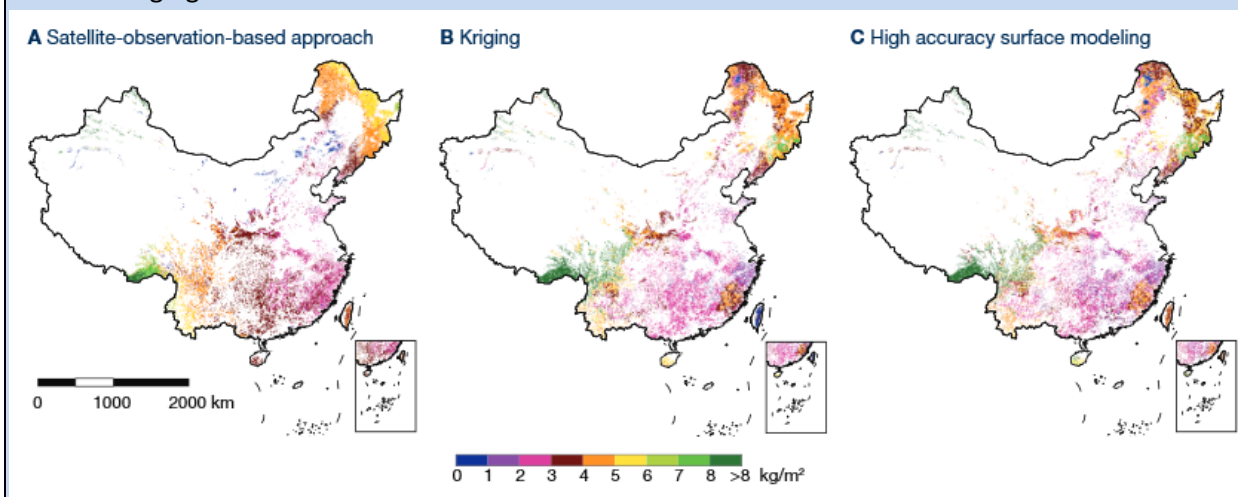 A Satellite-observation-based approach
B Kriging
C High accuracy surface modeling
0 1000 2000 km
0 1 2 3 4 5 6 7 8 >8 kg/m²